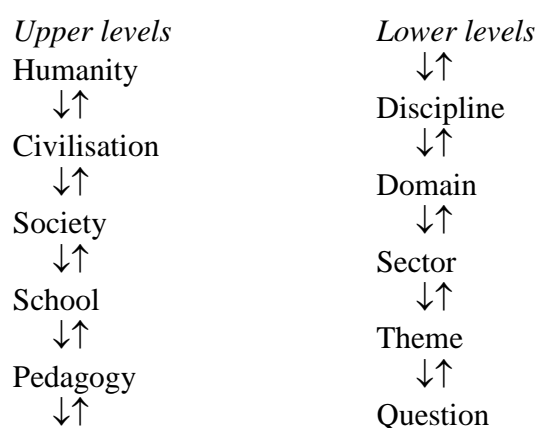 Upper levels
Humanity
↓↑
Civilisation
↓↑
Society
↓↑
School
↓↑
Pedagogy
↓↑
Lower levels
↓↑
Discipline
↓↑
Domain
↓↑
Sector
↓↑
Theme
↓↑
Question